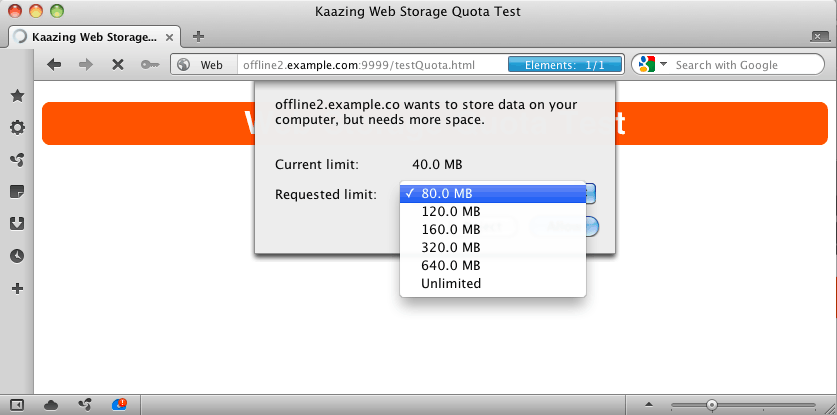 Kaazing Web Storage Quota Test
Kaazing Web Storage...
Web
offline2.example.com:9999/testQuota.html
Elements: 1/1
Search with Google
offline2.example.co wants to store data on your
computer, but needs more space.
Current limit: 40.0 MB
Requested limit:
✓ 80.0 MB
120.0 MB
160.0 MB
320.0 MB
640.0 MB
Unlimited